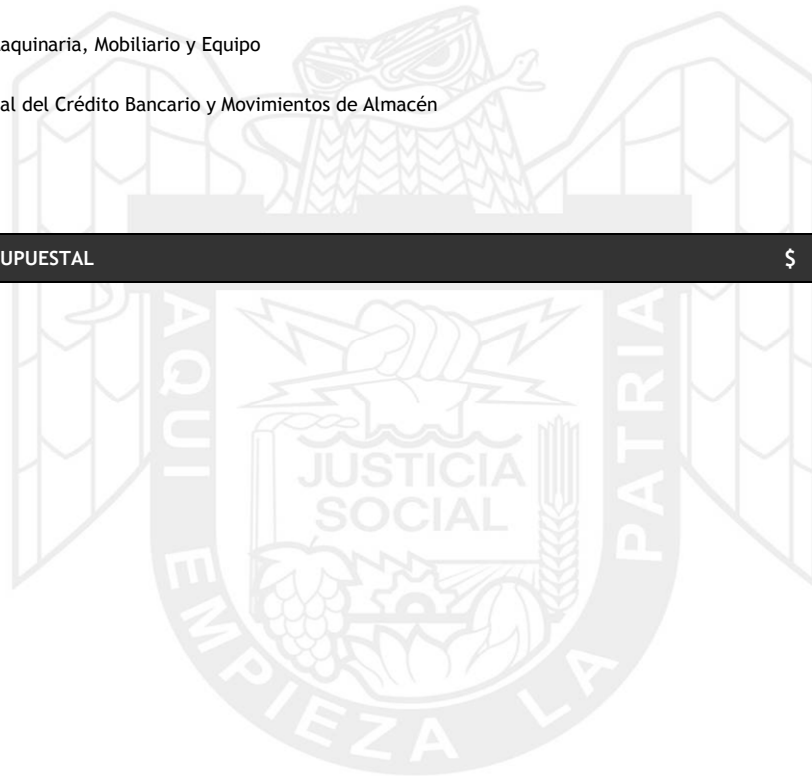 aquinaria, Mobiliario y Equipo
al del Crédito Bancario y Movimientos de Almacén
UPUESTAL $
AQUI EMPIEZA LA PATRIA
JUSTICIA
SOCIAL